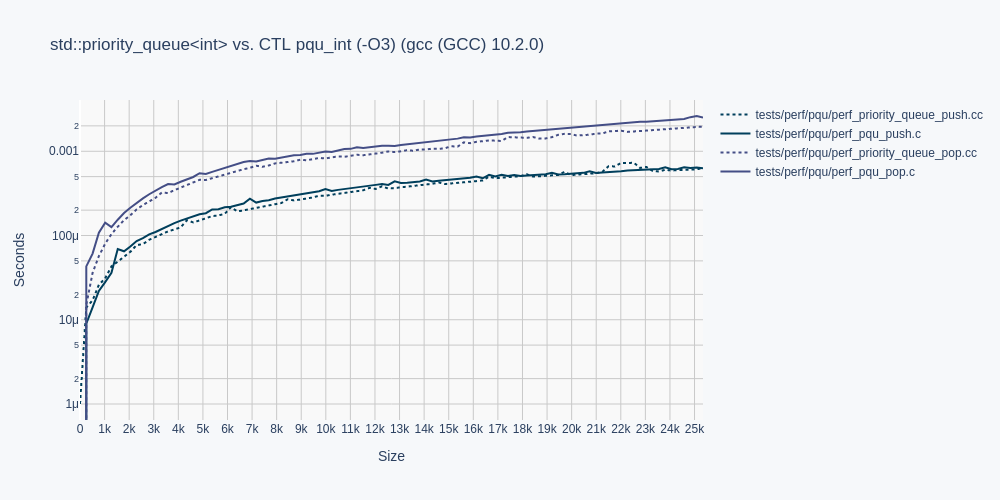 std::priority_queue<int> vs. CTL pqu_int (-O3) (gcc (GCC) 10.2.0)
tests/perf/pqu/perf_priority_queue_push.cc
tests/perf/pqu/perf_pqu_push.c
tests/perf/pqu/perf_priority_queue_pop.cc
tests/perf/pqu/perf_pqu_pop.c
Seconds
2
0.001
5
2
100μ
5
2
10μ
5
2
1μ
0 1k 2k 3k 4k 5k 6k 7k 8k 9k 10k 11k 12k 13k 14k 15k 16k 17k 18k 19k 20k 21k 22k 23k 24k 25k
Size